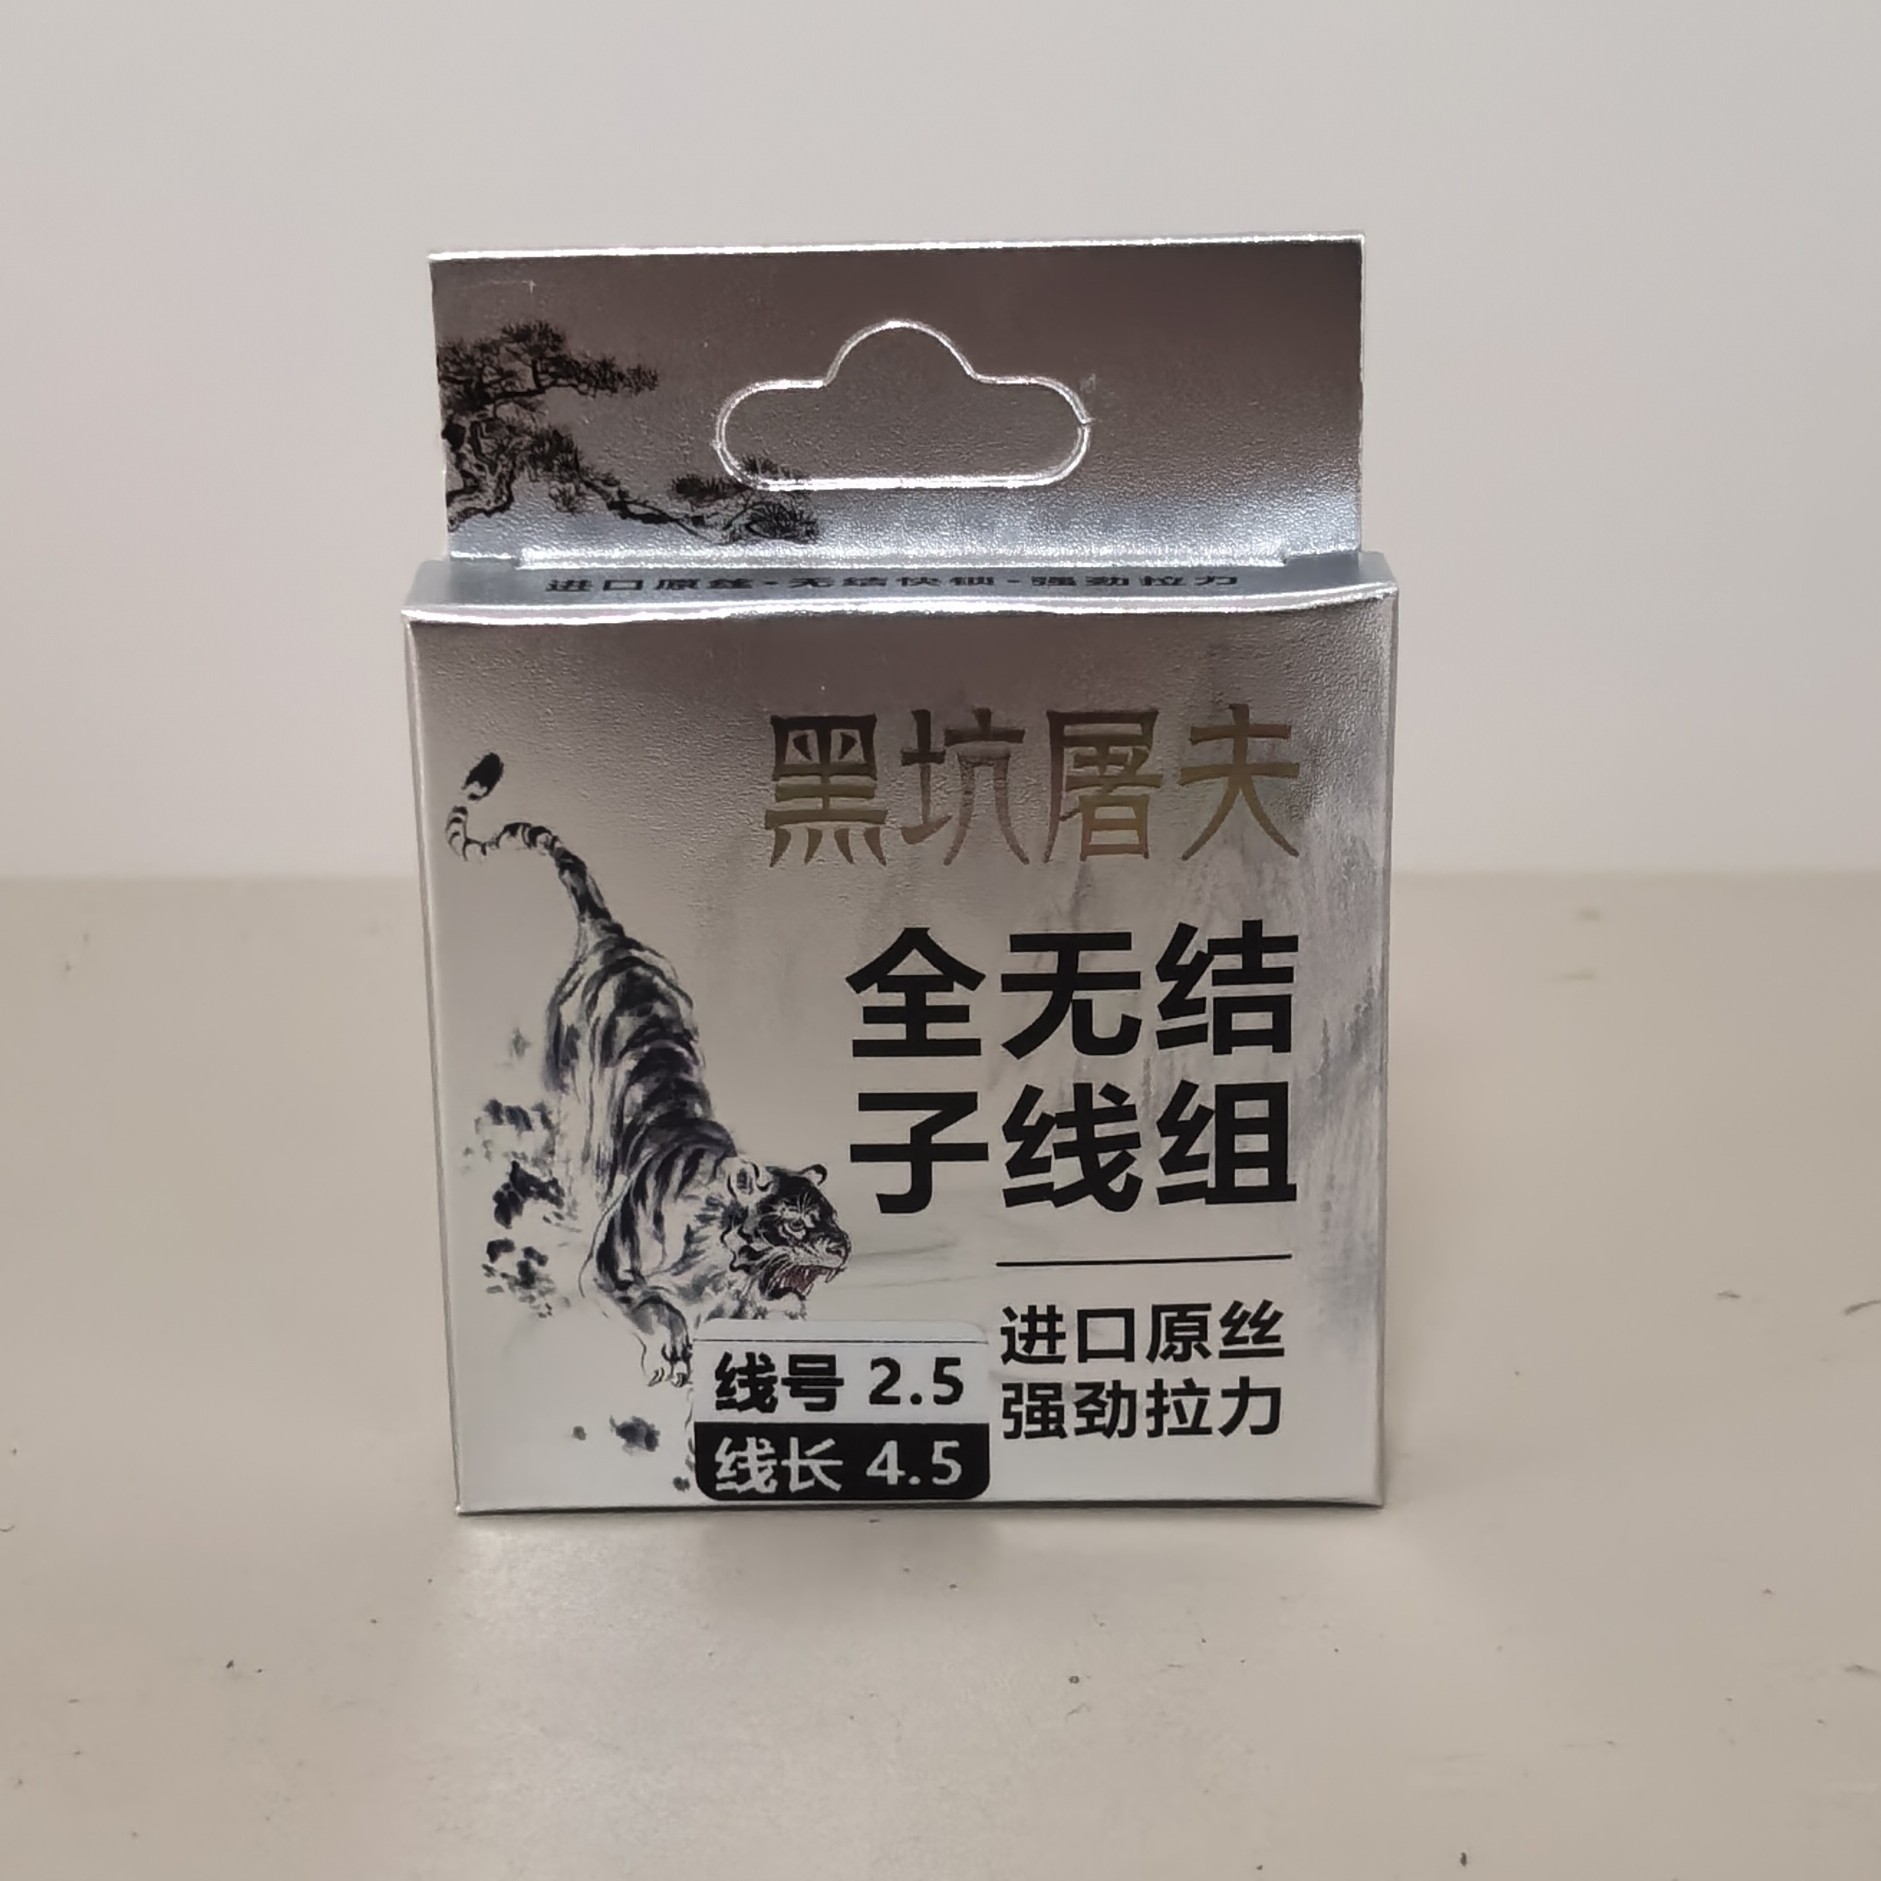 进口原丝·无结快锁·强劲拉力
黑坑屠夫
全无结
子线组
进口原丝
强劲拉力
线号 2.5
线长 4.5